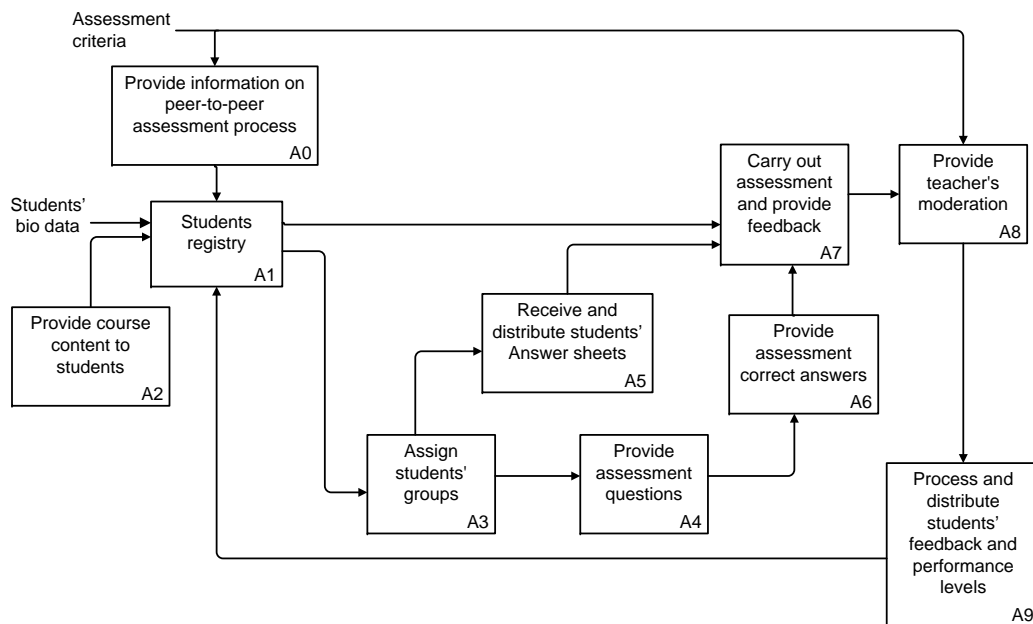 Assessment
criteria
Provide information on
peer-to-peer
assessment process
A0
Students'
bio data
Students
registry
A1
Provide course
content to
students
A2
Carry out
assessment
and provide
feedback
A7
Provide
teacher's
moderation
A8
Receive and
distribute students'
Answer sheets
A5
Provide
assessment
correct answers
A6
Assign
students'
groups
A3
Provide
assessment
questions
A4
Process and
distribute
students'
feedback and
performance
levels
A9